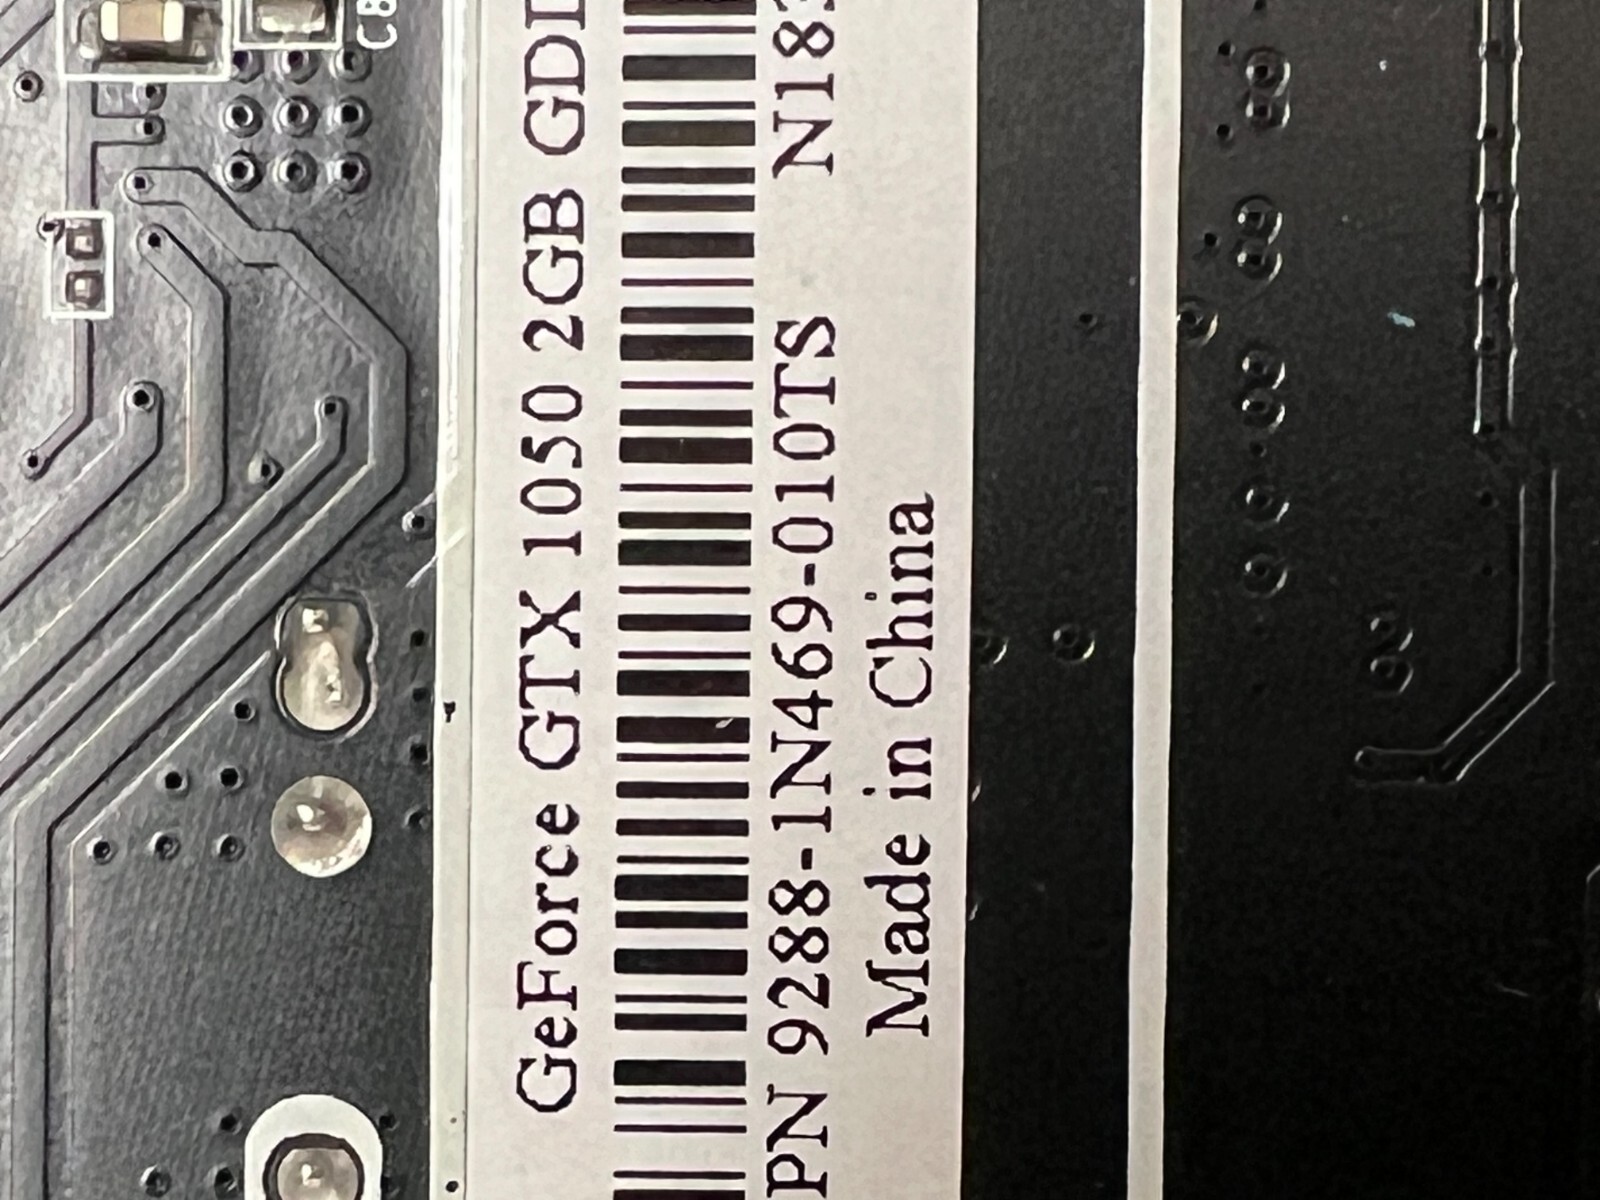 GeForce GTX 1050 2GB
PN 9288-1N469-010TS
Made in China